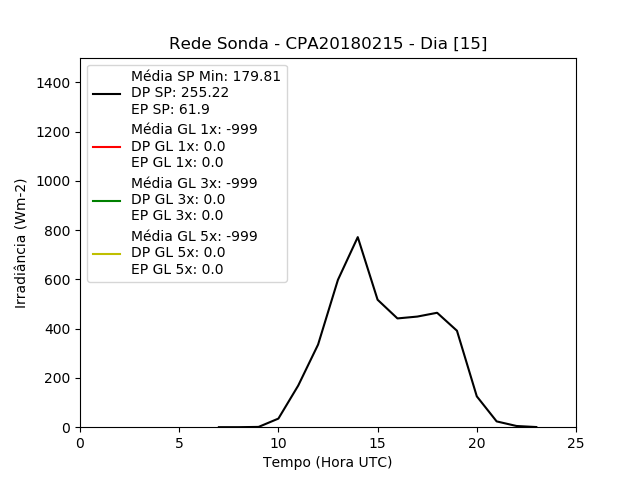 Rede Sonda - CPA20180215 - Dia [15]
Média SP Min: 179.81
DP SP: 255.22
EP SP: 61.9
Média GL 1x: -999
DP GL 1x: 0.0
EP GL 1x: 0.0
Média GL 3x: -999
DP GL 3x: 0.0
EP GL 3x: 0.0
Média GL 5x: -999
DP GL 5x: 0.0
EP GL 5x: 0.0
Irradiância (Wm-2)
1400
1200
1000
800
600
400
200
0
0 5 10 15 20 25
Tempo (Hora UTC)